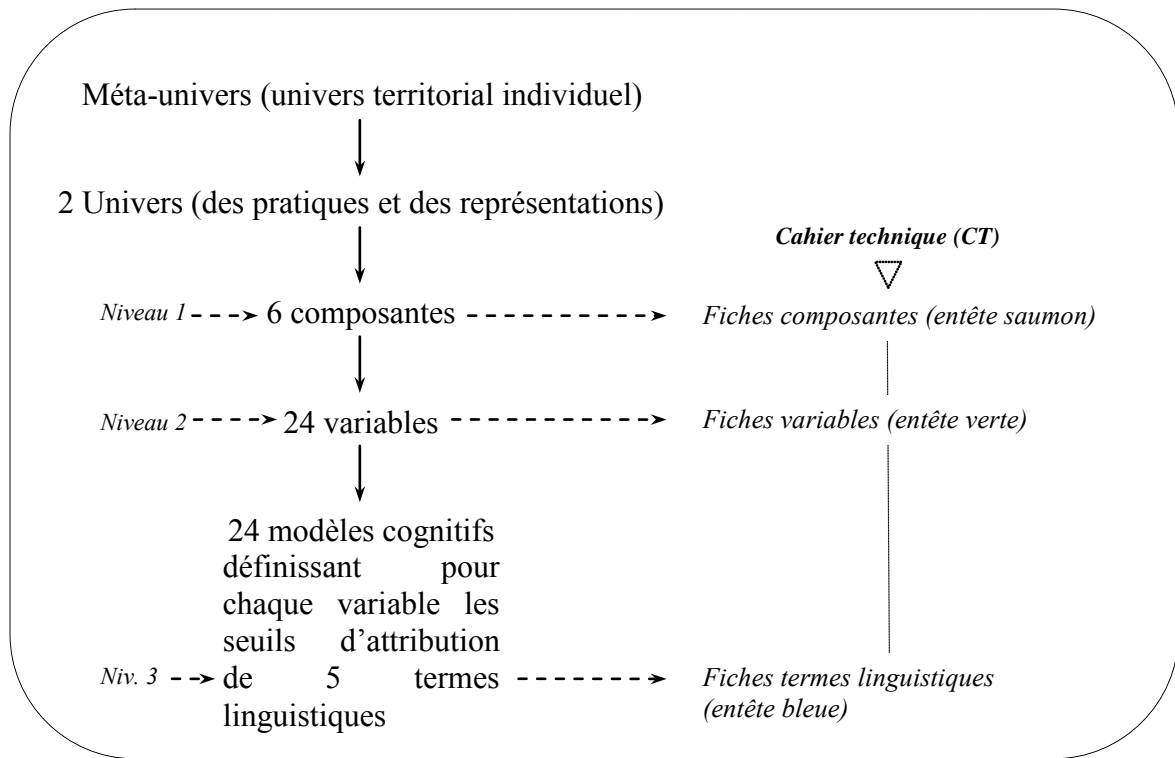 Méta-univers (univers territorial individuel)
2 Univers (des pratiques et des représentations)
Cahier technique (CT)
Niveau 1
6 composantes
Fiches composantes (entête saumon)
Niveau 2
24 variables
Fiches variables (entête verte)
24 modèles cognitifs
définissant pour
chaque variable les
seuils d'attribution
Niv. 3
de 5 termes
linguistiques
Fiches termes linguistiques
(entête bleue)